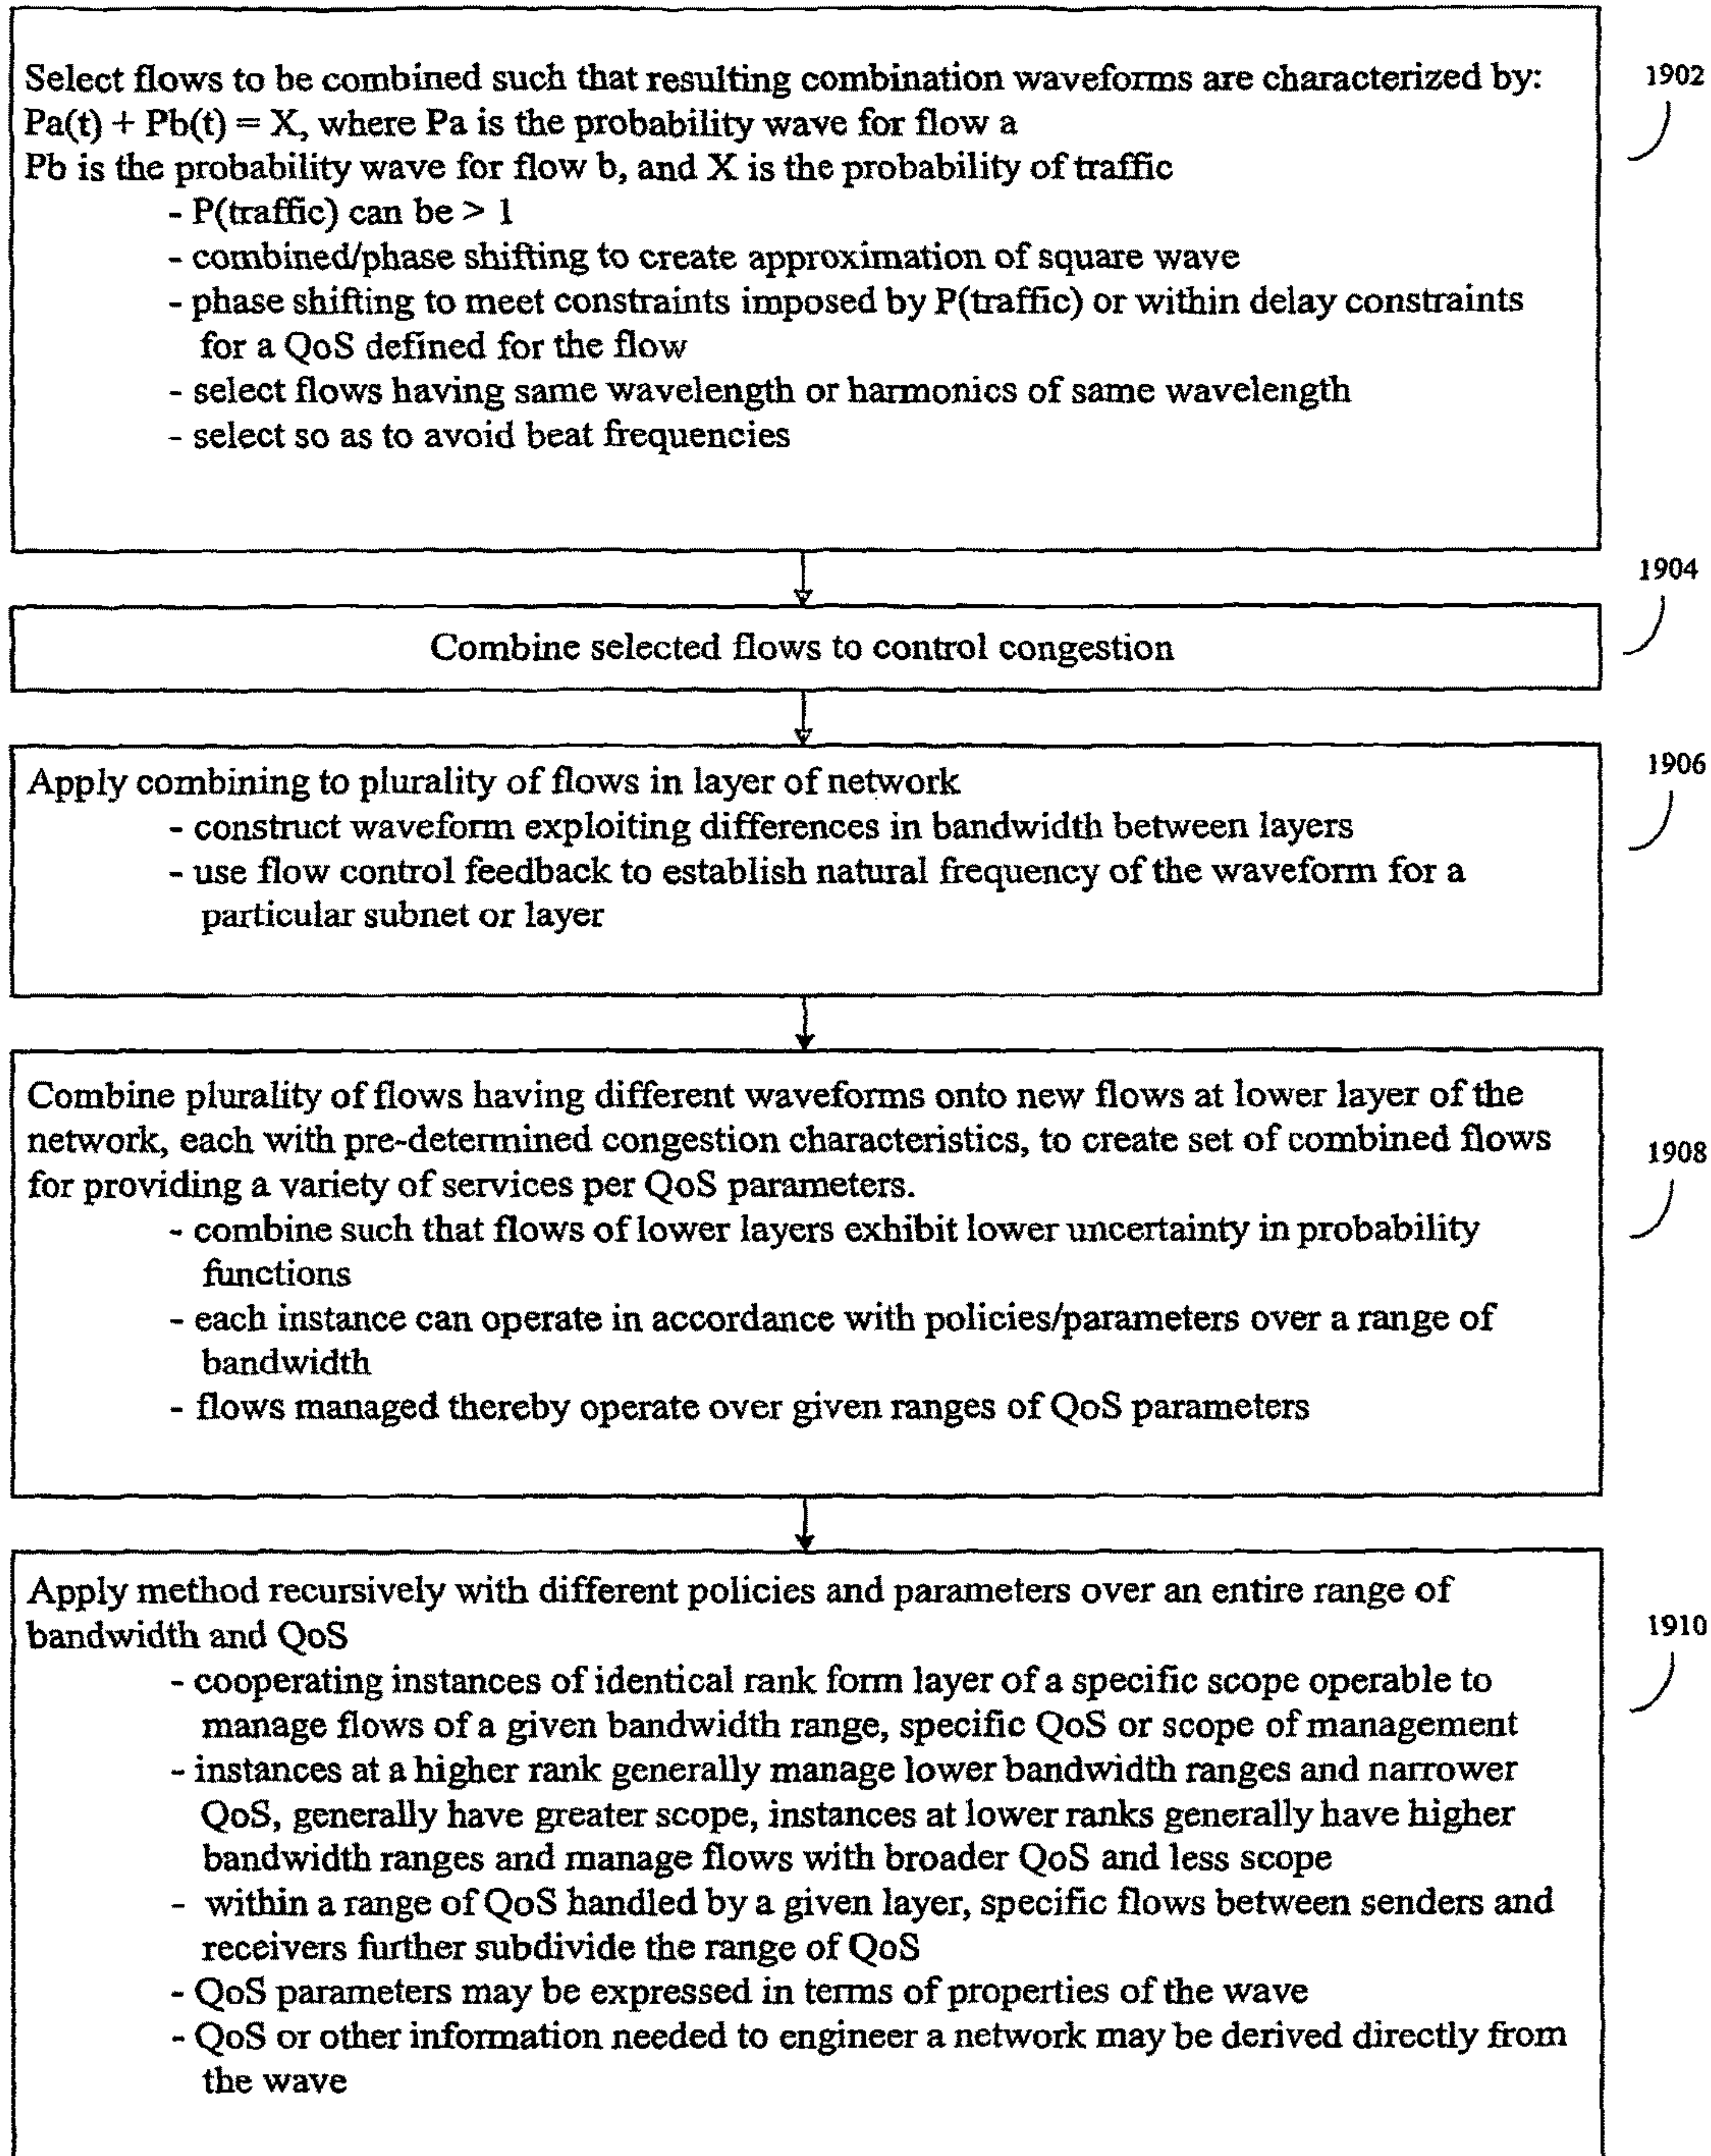 Select flows to be combined such that resulting combination waveforms are characterized by:
Pa(t) + Pb(t) = X, where Pa is the probability wave for flow a
Pb is the probability wave for flow b, and X is the probability of traffic
- P(traffic) can be > 1
- combined/phase shifting to create approximation of square wave
- phase shifting to meet constraints imposed by P(traffic) or within delay constraints
for a QoS defined for the flow
- select flows having same wavelength or harmonics of same wavelength
- select so as to avoid beat frequencies
1902
1904
Combine selected flows to control congestion
1906
Apply combining to plurality of flows in layer of network
- construct waveform exploiting differences in bandwidth between layers
- use flow control feedback to establish natural frequency of the waveform for a
particular subnet or layer
Combine plurality of flows having different waveforms onto new flows at lower layer of the
network, each with pre-determined congestion characteristics, to create set of combined flows
for providing a variety of services per QoS parameters.
- combine such that flows of lower layers exhibit lower uncertainty in probability
functions
- each instance can operate in accordance with policies/parameters over a range of
bandwidth
- flows managed thereby operate over given ranges of QoS parameters
1908
Apply method recursively with different policies and parameters over an entire range of
bandwidth and QoS
- cooperating instances of identical rank form layer of a specific scope operable to
manage flows of a given bandwidth range, specific QoS or scope of management
- instances at a higher rank generally manage lower bandwidth ranges and narrower
QoS, generally have greater scope, instances at lower ranks generally have higher
bandwidth ranges and manage flows with broader QoS and less scope
- within a range of QoS handled by a given layer, specific flows between senders and
receivers further subdivide the range of QoS
- QoS parameters may be expressed in terms of properties of the wave
- QoS or other information needed to engineer a network may be derived directly from
the wave
1910